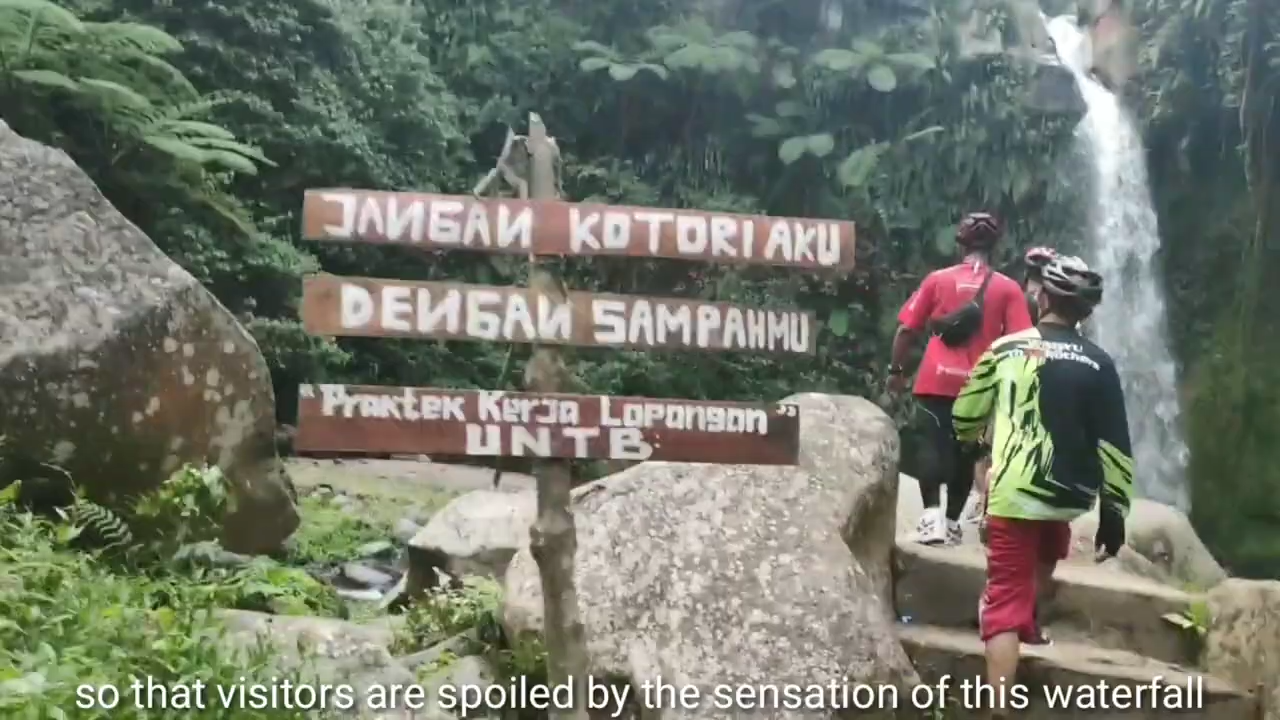 JANGAN KOTORI AKU
DENGAN SAMPAHMU
"Praktek Kerja Lapangan"
UNTB
so that visitors are spoiled by the sensation of this waterfall